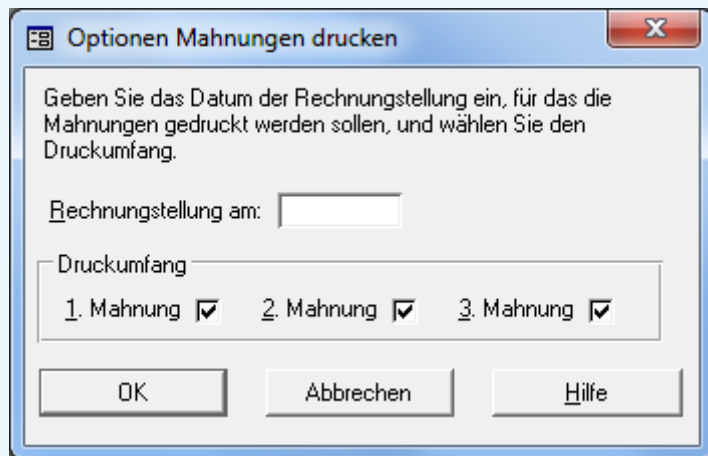 Optionen Mahnungen drucken
Geben Sie das Datum der Rechnungstellung ein, für das die
Mahnungen gedruckt werden sollen, und wählen Sie den
Druckumfang.
Rechnungstellung am:
Druckumfang
1. Mahnung 2. Mahnung 3. Mahnung
OK Abbrechen Hilfe